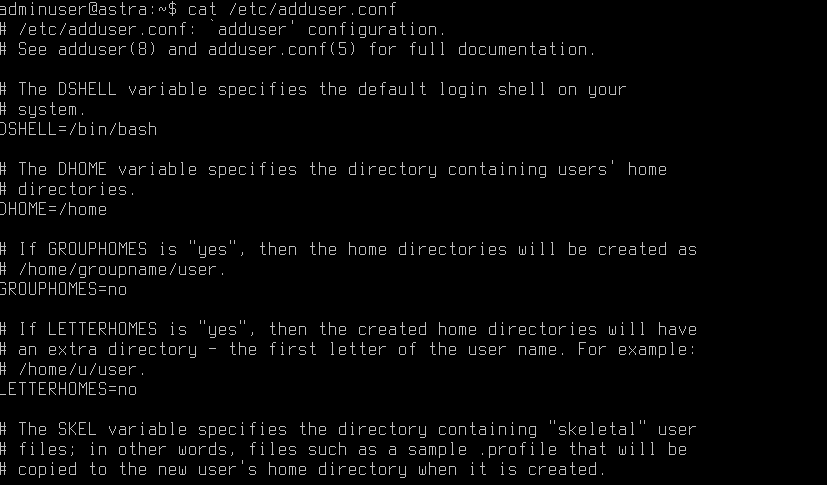 adminuser@astra:~$ cat /etc/adduser.conf
# /etc/adduser.conf: `adduser' configuration.
# See adduser(8) and adduser.conf(5) for full documentation.

# The DSHELL variable specifies the default login shell on your
# system.
DSHELL=/bin/bash

# The DHOME variable specifies the directory containing users' home
# directories.
DHOME=/home

# If GROUPHOMES is "yes", then the home directories will be created as
# /home/groupname/user.
GROUPHOMES=no

# If LETTERHOMES is "yes", then the created home directories will have
# an extra directory - the first letter of the user name. For example:
# /home/u/user.
LETTERHOMES=no

# The SKEL variable specifies the directory containing "skeletal" user
# files; in other words, files such as a sample .profile that will be
# copied to the new user's home directory when it is created.